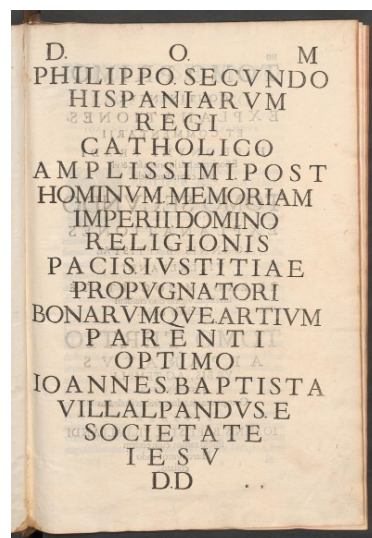 D. O. M
PHILIPPO. SECVNDO
HISPANIARVM
REGI
CATHOLICO
AMPLISSIMI.POST
HOMINVM.MEMORIAM
IMPERII.DOMINO
RELIGIONIS
PACIS.IVSTITIAE
PROPVGNATORI
BONARVMQVE.ARTIVM
PARENTI
OPTIMO
IOANNES.BAPTISTA
VILLALPANDVS.E
SOCIETATE
IESV
D.D